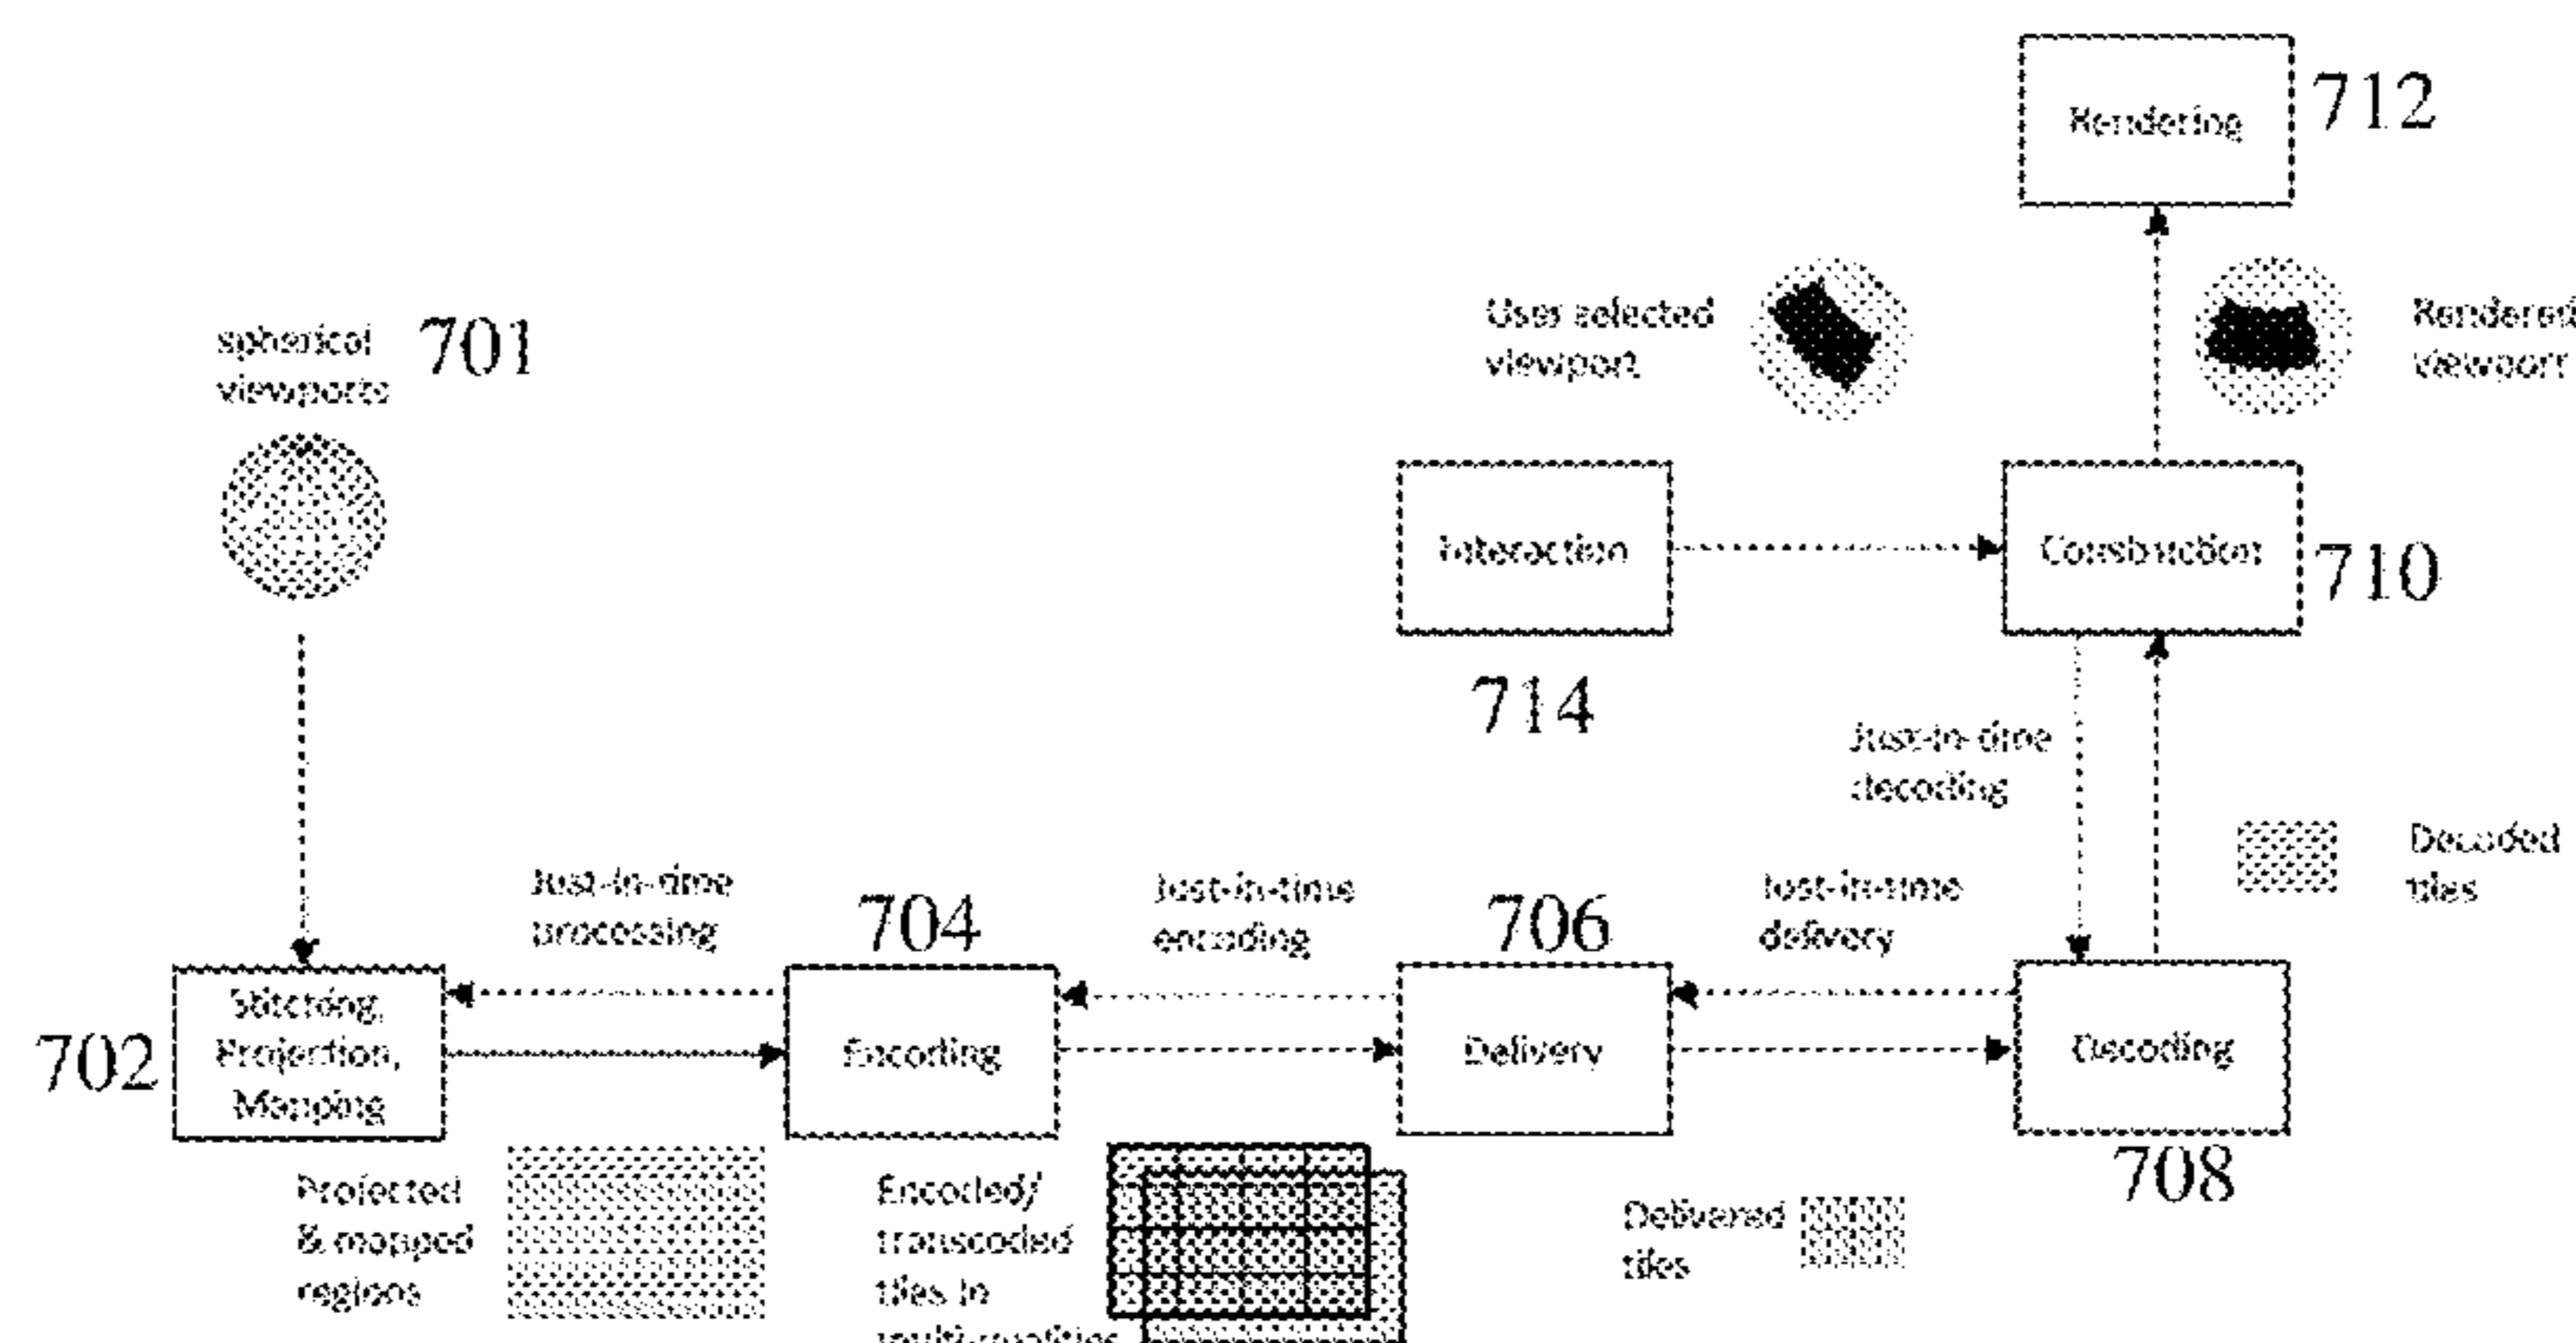 Rendering
712
User selected
viewport
Rendered
viewport
spherical
viewports
701
Interaction
714
Construction
710
Just-in-time
decoding
Decoded
tiles
Just-in-time
processing
704
Just-in-time
encoding
706
Just-in-time
delivery
702
Stitching,
Projection,
Mapping
Encoding
Delivery
Decoding
708
Projected
& mapped
regions
Encoded/
transcoded
tiles in
multi-qualities
Delivered
tiles